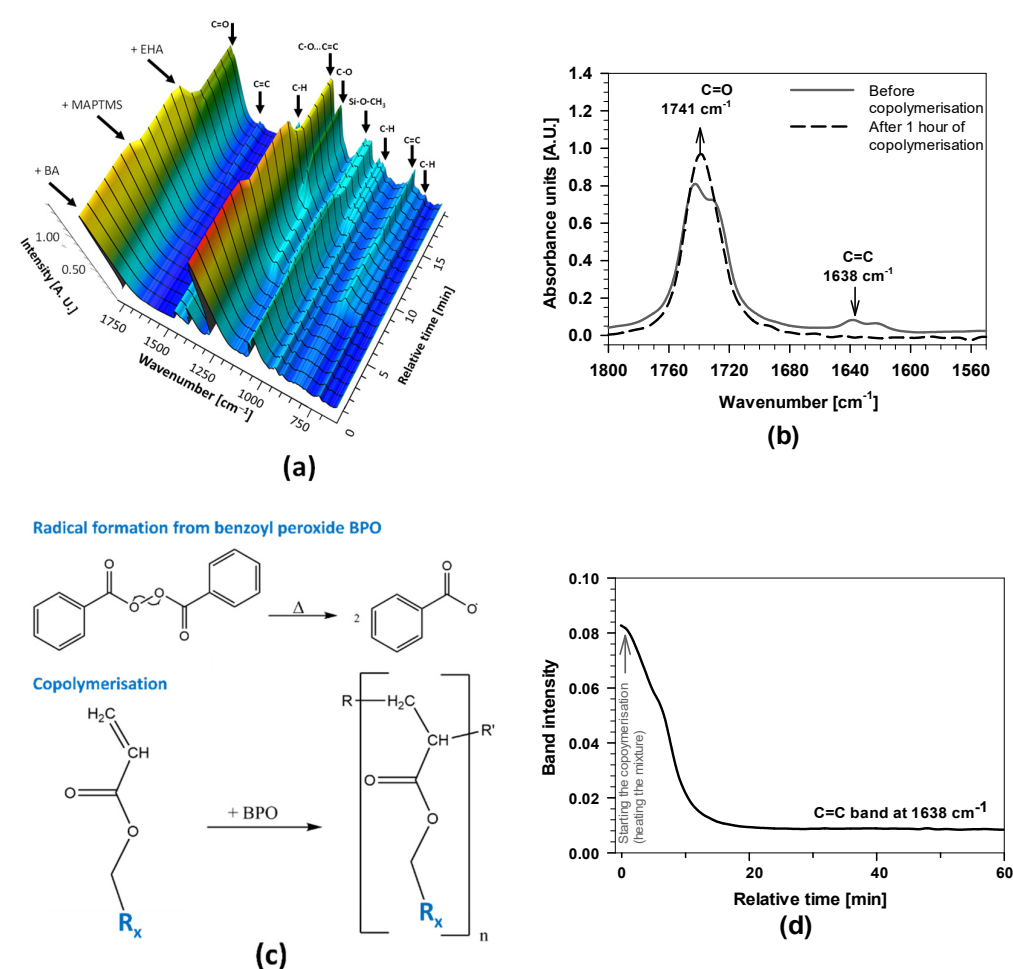 C=O
+ EHA
C-O...C=C
C-O
C=C
C-H
Si-O-CH₃
+ MAPTMS
C-H
C=C
C-H
+ BA
1.00
0.50
Intensity [A. U.]
1750
1500
1250
1000
750
Wavenumber [cm⁻¹]
0
5
10
15
Relative time [min]
(a)
1.4
1.2
1.0
0.8
0.6
0.4
0.2
0.0
Absorbance units [A.U.]
C=O
1741 cm⁻¹
Before
copolymerisation
After 1 hour of
copolymerisation
C=C
1638 cm⁻¹
1800 1760 1720 1680 1640 1600 1560
Wavenumber [cm⁻¹]
(b)
Radical formation from benzoyl peroxide BPO
O
O
O
O
Δ
2
O
O·
Copolymerisation
H₂C
CH
O
O
Rₓ
+ BPO
R
H₂C
CH
R'
O
O
Rₓ
n
(c)
0.10
0.08
0.06
0.04
0.02
0.00
Band intensity
Starting the copoymerisation
(heating the mixture)
C=C band at 1638 cm⁻¹
0 20 40 60
Relative time [min]
(d)